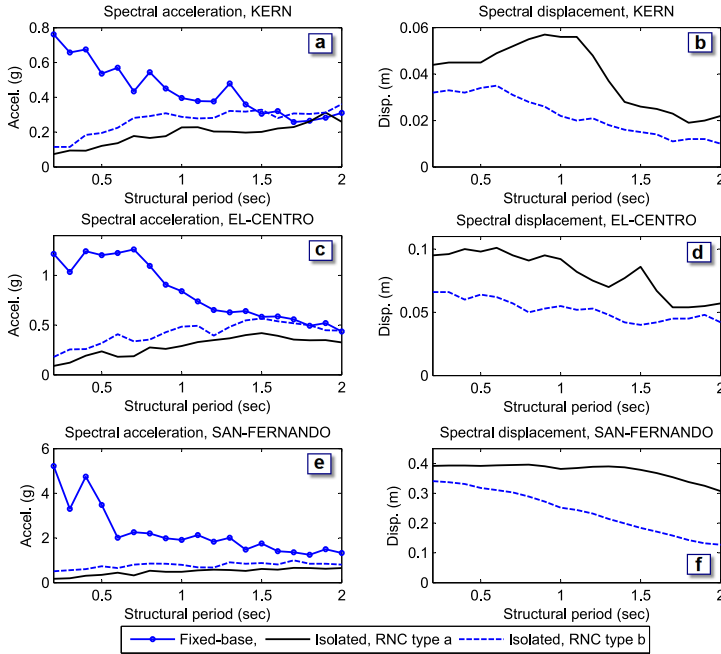 Spectral acceleration, KERN
Accel. (g)
0.8
0.6
0.4
0.2
0
0.5
1
1.5
2
Structural period (sec)
a
Spectral displacement, KERN
Disp. (m)
0.06
0.04
0.02
0
0.5
1
1.5
2
Structural period (sec)
b
Spectral acceleration, EL-CENTRO
Accel. (g)
1
0.5
0
0.5
1
1.5
2
Structural period (sec)
c
Spectral displacement, EL-CENTRO
Disp. (m)
0.1
0.05
0
0.5
1
1.5
2
Structural period (sec)
d
Spectral acceleration, SAN-FERNANDO
Accel. (g)
6
4
2
0
0.5
1
1.5
2
Structural period (sec)
e
Spectral displacement, SAN-FERNANDO
Disp. (m)
0.4
0.3
0.2
0.1
0
0.5
1
1.5
2
Structural period (sec)
f
Fixed-base, Isolated, RNC type a Isolated, RNC type b